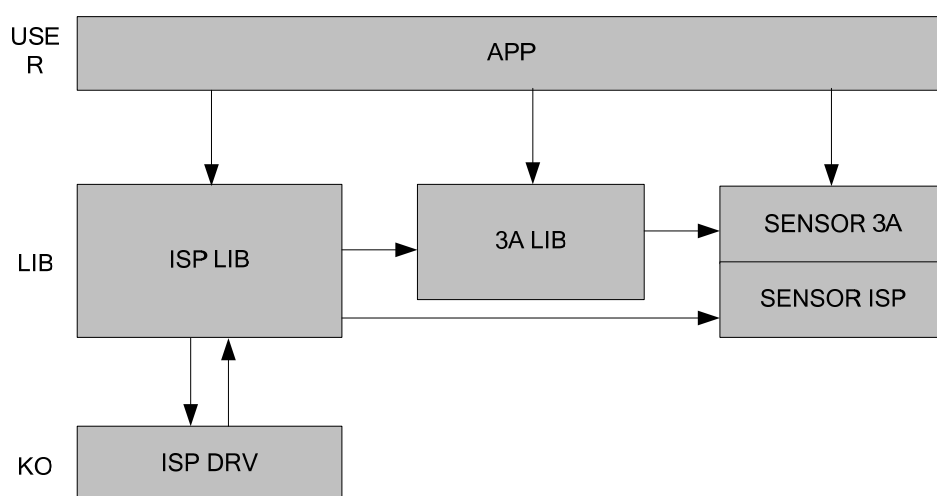 USE
R
APP
ISP LIB
3A LIB
SENSOR 3A
LIB
SENSOR ISP
KO
ISP DRV